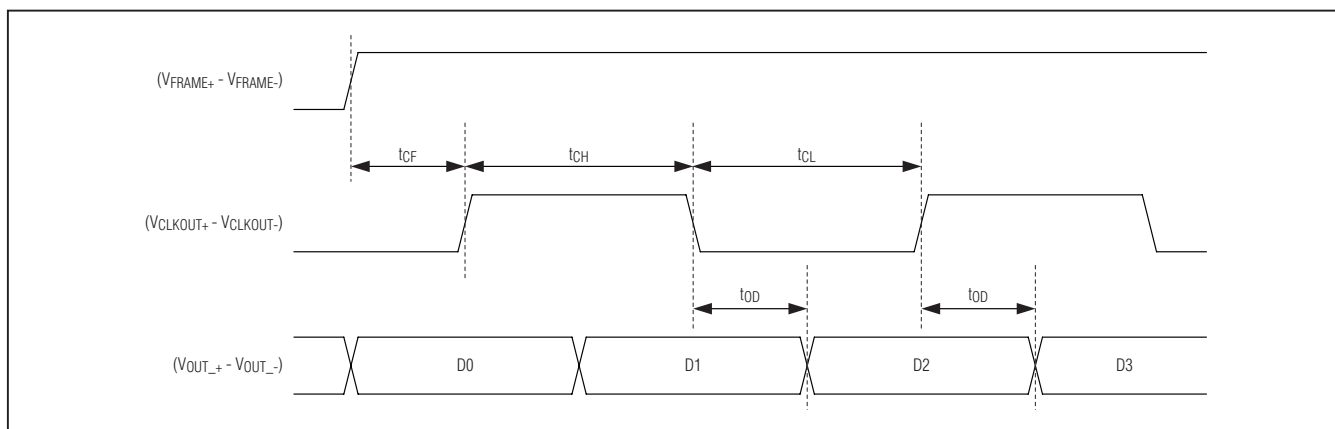 (VFRAME+ - VFRAME-)
tCF
tCH
tCL
(VCLKOUT+ - VCLKOUT-)
tOD
tOD
(VOUT_+ - VOUT_-)
D0
D1
D2
D3